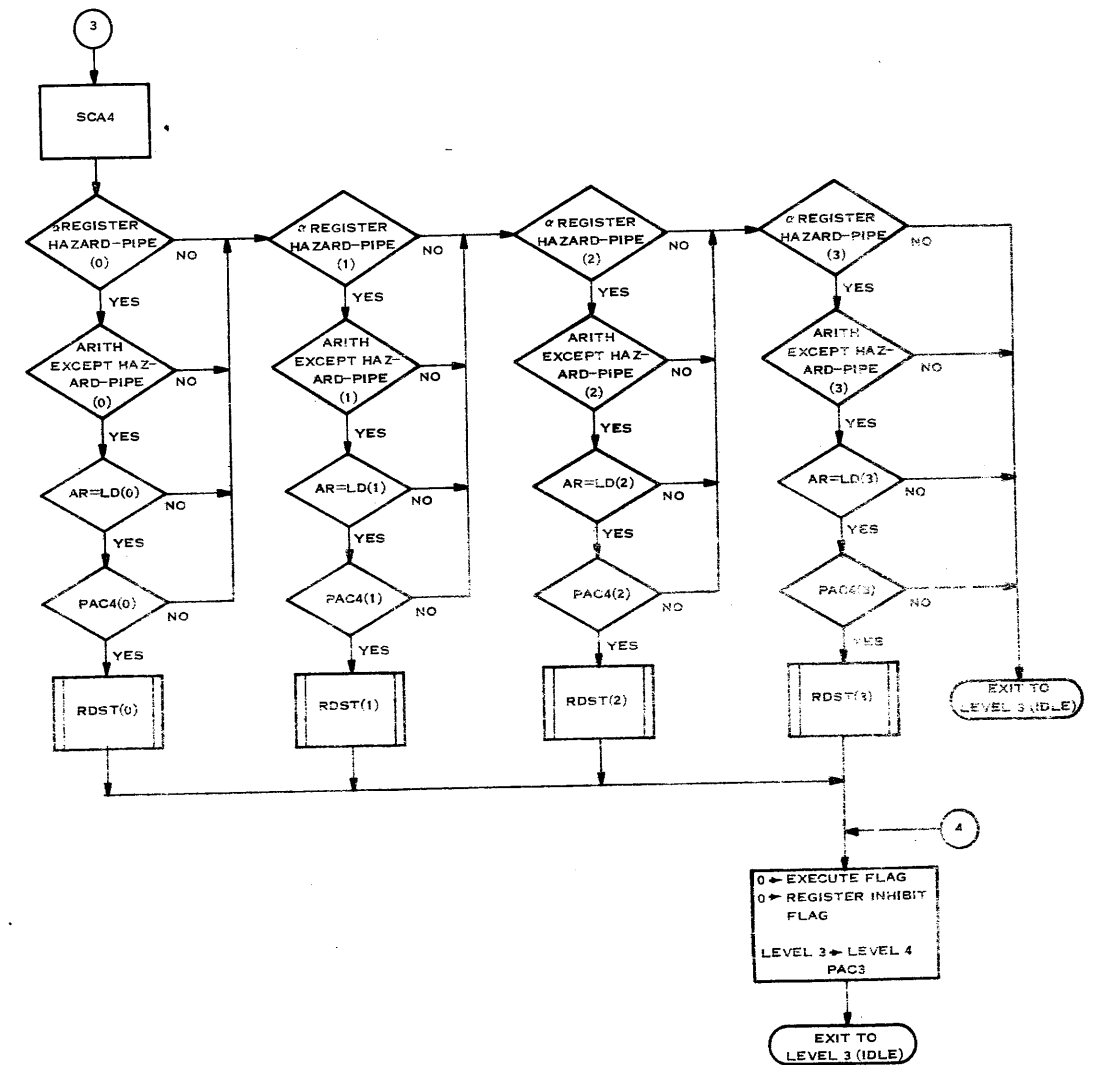 3
SCA4
REGISTER
HAZARD-PIPE
(0)
NO
YES
ARITH
EXCEPT HAZ-
ARD-PIPE
(0)
NO
YES
AR=LD(0)
NO
YES
PAC4(0)
NO
YES
RDST(0)
α REGISTER
HAZARD-PIPE
(1)
NO
YES
ARITH
EXCEPT HAZ-
ARD-PIPE
(1)
NO
YES
AR=LD(1)
NO
YES
PAC4(1)
NO
YES
RDST(1)
α REGISTER
HAZARD-PIPE
(2)
NO
YES
ARITH
EXCEPT HAZ-
ARD-PIPE
(2)
NO
YES
AR=LD(2)
NO
YES
PAC4(2)
NO
YES
RDST(2)
α REGISTER
HAZARD-PIPE
(3)
NO
YES
ARITH
EXCEPT HAZ-
ARD-PIPE
(3)
NO
YES
AR=LD(3)
NO
YES
PAC4(3)
NO
YES
RDST(3)
EXIT TO
LEVEL 3 (IDLE)
4
0 → EXECUTE FLAG
0 → REGISTER INHIBIT
FLAG
LEVEL 3 → LEVEL 4
PAC3
EXIT TO
LEVEL 3 (IDLE)